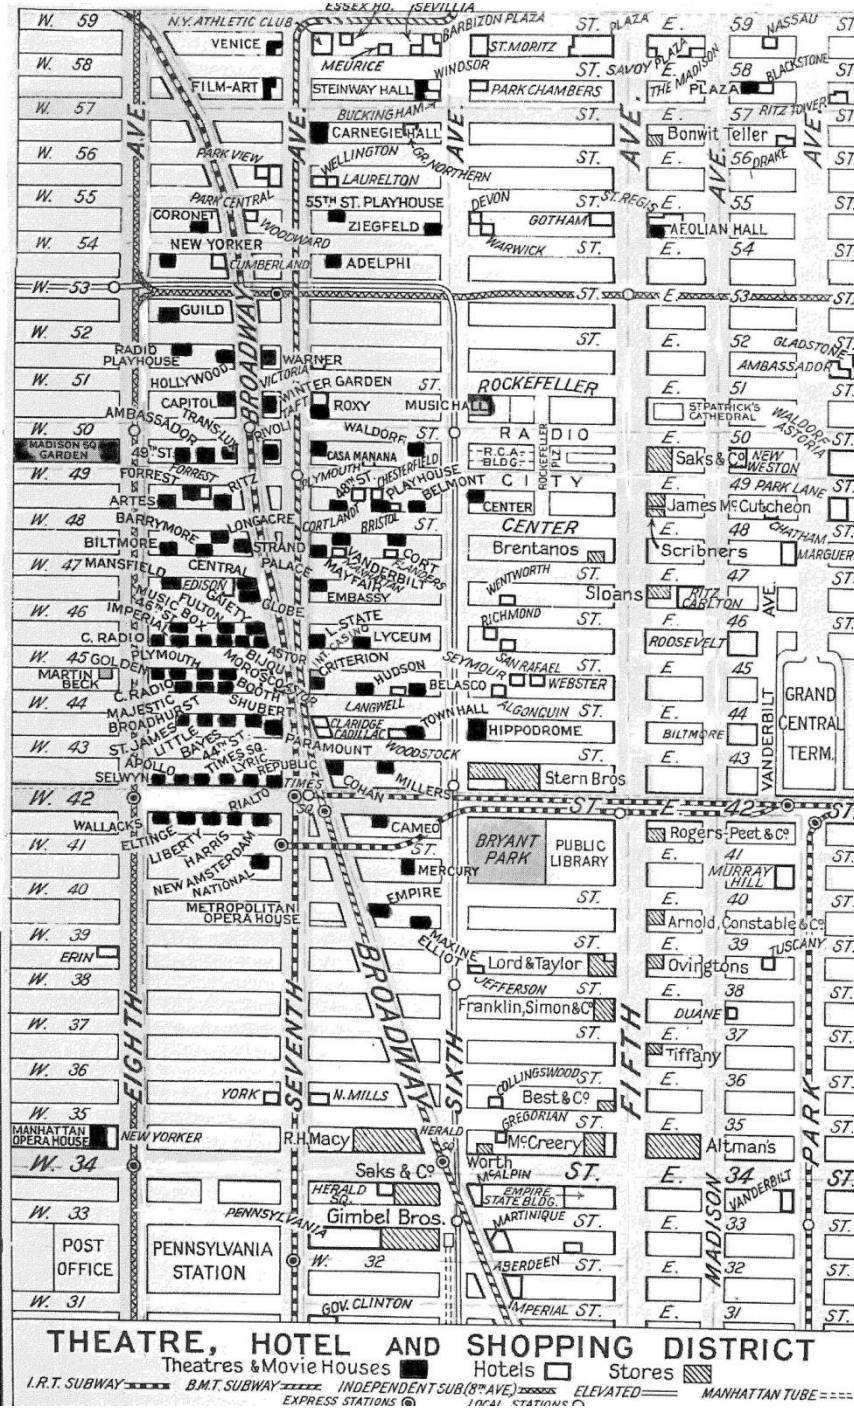 ESSEX HO. SEVILLIA
W. 59 N.Y. ATHLETIC CLUB BARBIZON PLAZA ST. PLAZA E. 59 NASSAU ST.
VENICE ST. MORITZ SAVOY PLAZA
W. 58 MEURICE WINDSOR ST. THE MADISON 58 BLACKSTONE ST.
FILM-ART STEINWAY HALL PARK CHAMBERS PLAZA
W. 57 BUCKINGHAM ST. E. 57 RITZ TOWER ST.
AVE. AVE. CARNEGIE HALL AVE. AVE. Bonwit Teller AVE. AVE.
W. 56 PARK VIEW WELLINGTON GR. NORTHERN ST. E. 56 DRAKE ST.
LAURELTON
W. 55 PARK CENTRAL 55TH ST. PLAYHOUSE DEVON ST. ST. REGIS E. 55 ST.
CORONET WOODWARD ZIEGFELD GOTHAM AEOLIAN HALL
W. 54 NEW YORKER WARWICK ST. E. 54 ST.
CUMBERLAND ADELPHI
W. 53 ST. E. 53 ST.
GUILD
W. 52 BROADWAY ST. E. 52 GLADSTONE ST.
RADIO PLAYHOUSE WARNER AMBASSADOR
W. 51 HOLLYWOOD VICTORIA WINTER GARDEN ST. ROCKEFELLER E. 51 ST.
CAPITOL TAFT ROXY MUSIC HALL ST PATRICK'S CATHEDRAL
W. 50 AMBASSADOR TRANS-LUX RIVOLI WALDORF ST. RADIO E. 50 WALDORF ASTORIA ST.
MADISON SQ. GARDEN 49TH ST. CASA MANANA R.C.A. BLDG. ROCKEFELLER PLZ Saks & Co NEW WESTON
W. 49 FORREST FORREST RITZ PLYMOUTH 48TH ST. CHESTERFIELD PLAYHOUSE CITY E. 49 PARK LANE ST.
ARTES CORTLANDT BELMONT CENTER James McCutcheon
W. 48 BARRYMORE LONGACRE BRISTOL ST. CENTER E. 48 CHATHAM ST.
BILTMORE STRAND VANDERBILT CORT Brentanos Scribners MARGUER
W. 47 MANSFIELD CENTRAL PALACE MAYFAIR FLANDERS ST. E. 47 ST.
EDISON EMBASSY WENTWORTH Sloans RITZ CARLTON AVE.
W. 46 MUSIC BOX 46TH ST. FULTON GAIETY GLOBE RICHMOND ST. 46 ST.
IMPERIAL C. RADIO L. STATE INT. CASINO LYCEUM ROOSEVELT
W. 45 GOLDEN PLYMOUTH BIJOU ASTOR CRITERION SEYMOUR SAN RAFAEL ST. E. 45
MARTIN BECK C. RADIO MOROSCO ASTOR HUDSON BELASCO WEBSTER GRAND CENTRAL TERM.
W. 44 MAJESTIC BOOTH LANGWELL ALGONQUIN ST. E. 44
BROADHURST SHUBERT CLARIDGE CADILLAC TOWN HALL HIPPODROME BILTMORE VANDERBILT
W. 43 ST. JAMES LITTLE BAYES 44TH ST. PARAMOUNT WOODSTOCK ST. E. 43 ST.
SELWYN APOLLO TIMES SQ. LYRIC REPUBLIC COHAN MILLERS Stern Bros
W. 42 RIALTO TIMES SQ. ST. E. 42 ST.
WALLACKS ELTINGE CAMEO BRYANT PARK PUBLIC LIBRARY Rogers-Peet & Co
W. 41 LIBERTY HARRIS ST. E. 41 ST.
NEW AMSTERDAM NATIONAL MERCURY MURRAY HILL
W. 40 METROPOLITAN OPERA HOUSE EMPIRE E. 40 ST.
Arnold, Constable & Co
W. 39 MAXINE ELLIOT ST. E. 39 TUSCANY ST.
ERIN BROADWAY Lord & Taylor Ovingtons
W. 38 JEFFERSON ST. E. 38 ST.
Franklin, Simon & Co DUANE
W. 37 ST. E. 37 ST.
EIGHTH SEVENTH SIXTH FIFTH Tiffany
W. 36 COLLINGSWOOD ST. E. 36 ST.
YORK N. MILLS Best & Co PARK
W. 35 GREGORIAN ST. E. 35 ST.
MANHATTAN OPERA HOUSE NEW YORKER R.H. Macy HERALD SQ. McCreery Altman's
W. 34 Saks & Co Worth McALPIN ST. E. 34 ST.
HERALD SQ. EMPIRE STATE BLDG. MADISON VANDERBILT
W. 33 PENNSYLVANIA Gimbel Bros. MARTINIQUE ST. E. 33 ST.
POST OFFICE PENNSYLVANIA STATION
W. 32 ABERDEEN ST. E. 32 ST.
W. 31 GOV. CLINTON IMPERIAL ST. E. 31 ST.
THEATRE, HOTEL AND SHOPPING DISTRICT
Theatres & Movie Houses Hotels Stores
I.R.T. SUBWAY B.M.T. SUBWAY INDEPENDENT SUB. (8TH AVE.) ELEVATED MANHATTAN TUBE
EXPRESS STATIONS LOCAL STATIONS